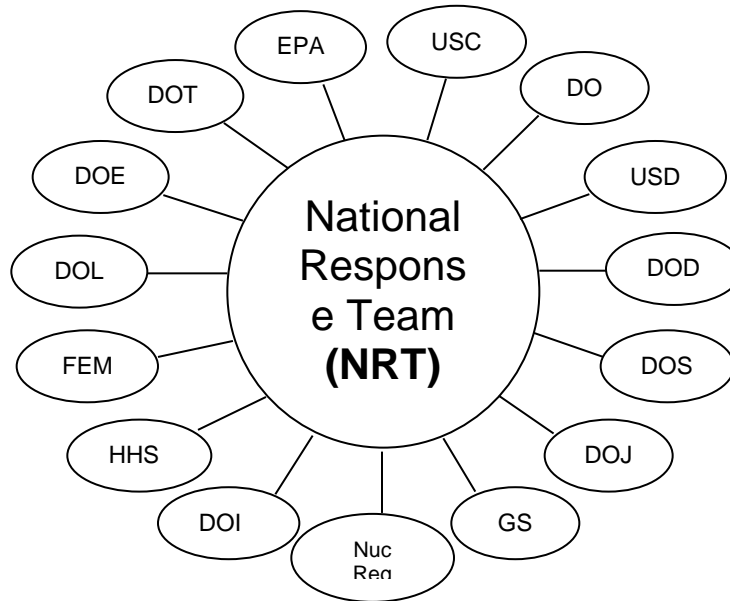 EPA
USC
DOT
DO
DOE
USD
National
Respons
e Team
(NRT)
DOL
DOD
FEM
DOS
HHS
DOJ
DOI
GS
Nuc
Reg